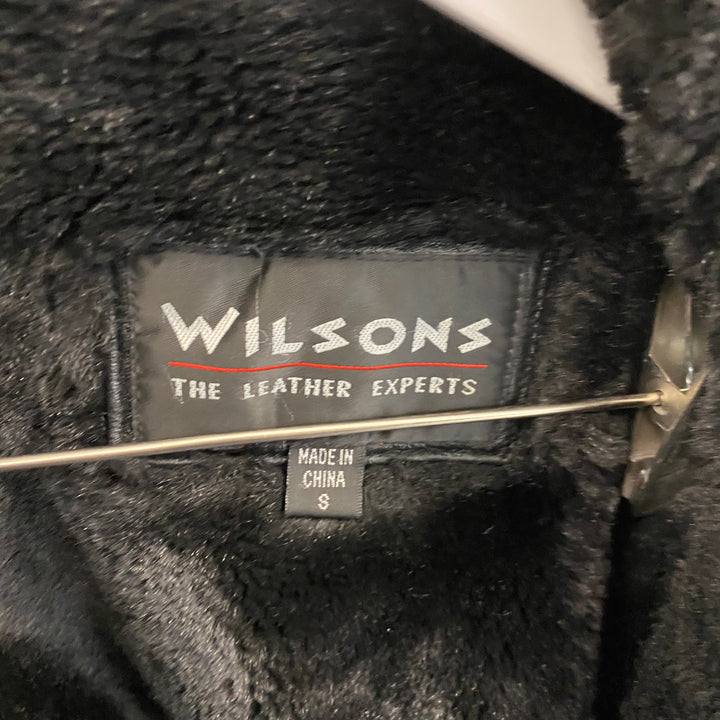 WILSONS
THE LEATHER EXPERTS
MADE IN
CHINA
S